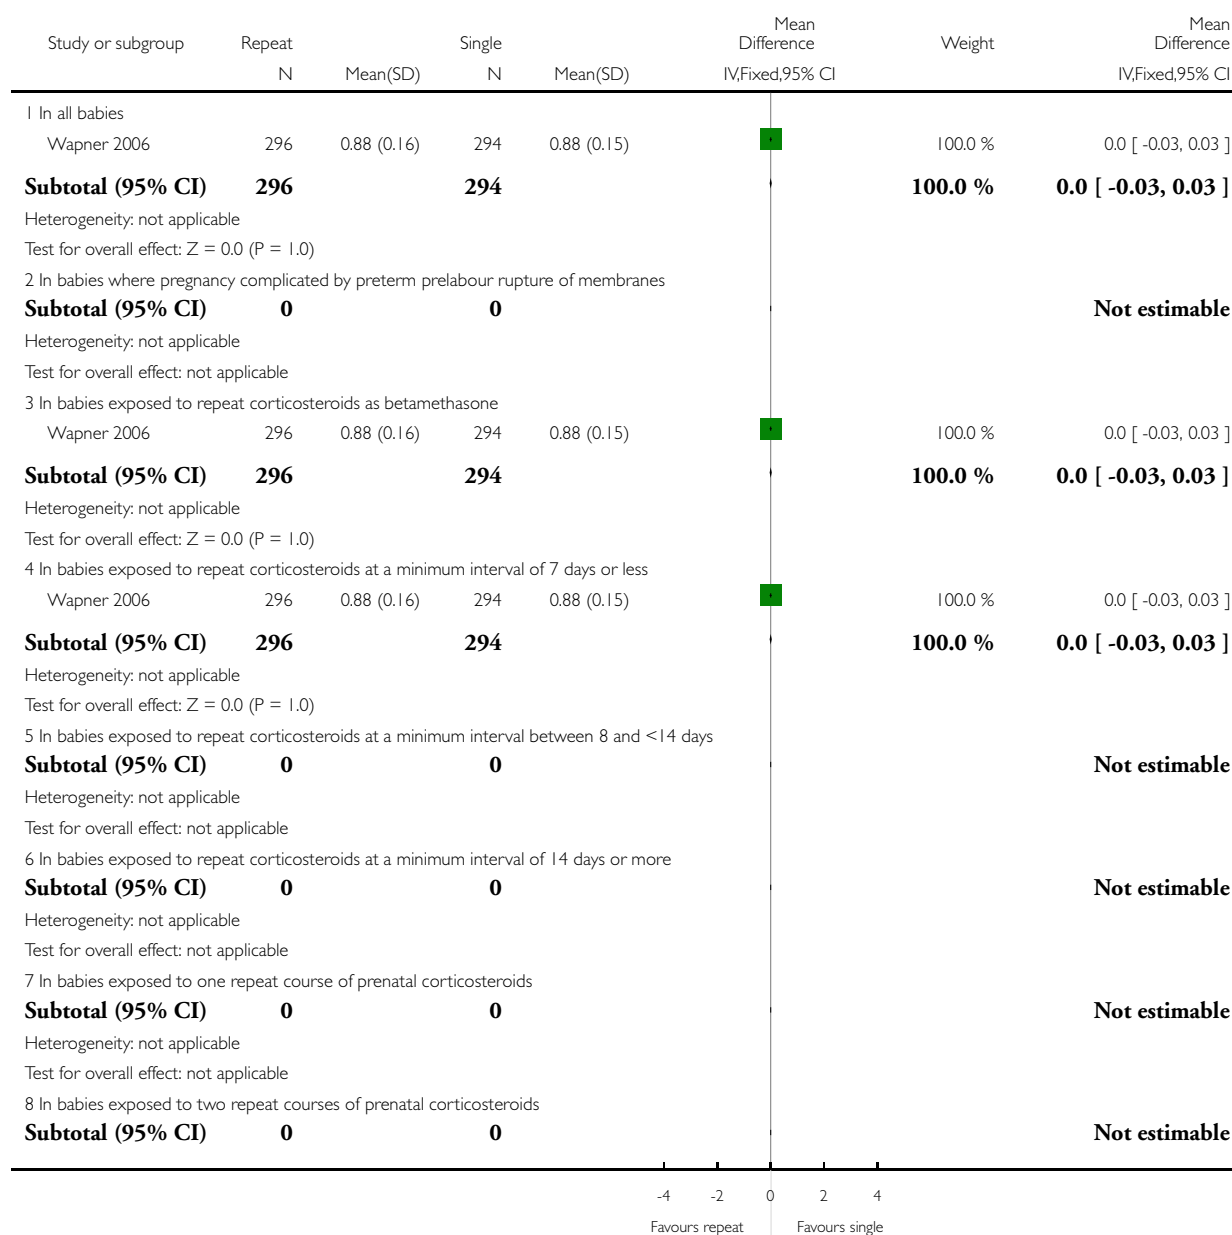 Study or subgroup Repeat Single Mean Difference Weight Mean Difference
N Mean(SD) N Mean(SD) IV,Fixed,95% CI IV,Fixed,95% CI
1 In all babies
Wapner 2006 296 0.88 (0.16) 294 0.88 (0.15) 100.0 % 0.0 [ -0.03, 0.03 ]
Subtotal (95% CI) 296 294 100.0 % 0.0 [ -0.03, 0.03 ]
Heterogeneity: not applicable
Test for overall effect: Z = 0.0 (P = 1.0)
2 In babies where pregnancy complicated by preterm prelabour rupture of membranes
Subtotal (95% CI) 0 0 Not estimable
Heterogeneity: not applicable
Test for overall effect: not applicable
3 In babies exposed to repeat corticosteroids as betamethasone
Wapner 2006 296 0.88 (0.16) 294 0.88 (0.15) 100.0 % 0.0 [ -0.03, 0.03 ]
Subtotal (95% CI) 296 294 100.0 % 0.0 [ -0.03, 0.03 ]
Heterogeneity: not applicable
Test for overall effect: Z = 0.0 (P = 1.0)
4 In babies exposed to repeat corticosteroids at a minimum interval of 7 days or less
Wapner 2006 296 0.88 (0.16) 294 0.88 (0.15) 100.0 % 0.0 [ -0.03, 0.03 ]
Subtotal (95% CI) 296 294 100.0 % 0.0 [ -0.03, 0.03 ]
Heterogeneity: not applicable
Test for overall effect: Z = 0.0 (P = 1.0)
5 In babies exposed to repeat corticosteroids at a minimum interval between 8 and <14 days
Subtotal (95% CI) 0 0 Not estimable
Heterogeneity: not applicable
Test for overall effect: not applicable
6 In babies exposed to repeat corticosteroids at a minimum interval of 14 days or more
Subtotal (95% CI) 0 0 Not estimable
Heterogeneity: not applicable
Test for overall effect: not applicable
7 In babies exposed to one repeat course of prenatal corticosteroids
Subtotal (95% CI) 0 0 Not estimable
Heterogeneity: not applicable
Test for overall effect: not applicable
8 In babies exposed to two repeat courses of prenatal corticosteroids
Subtotal (95% CI) 0 0 Not estimable
-4 -2 0 2 4
Favours repeat Favours single